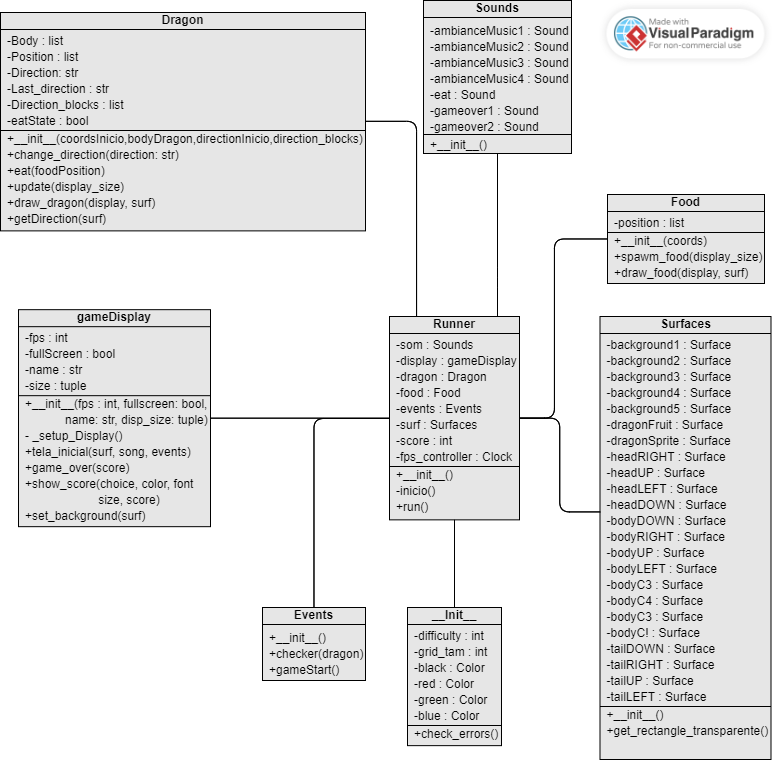 Dragon
-Body : list
-Position : list
-Direction: str
-Last_direction : str
-Direction_blocks : list
-eatState : bool
+__init__(coordsInicio,bodyDragon,directionInicio,direction_blocks)
+change_direction(direction: str)
+eat(foodPosition)
+update(display_size)
+draw_dragon(display, surf)
+getDirection(surf)
Sounds
-ambianceMusic1 : Sound
-ambianceMusic2 : Sound
-ambianceMusic3 : Sound
-ambianceMusic4 : Sound
-eat : Sound
-gameover1 : Sound
-gameover2 : Sound
+__init__()
Made with
Visual Paradigm
For non-commercial use
Food
-position : list
+__init__(coords)
+spawm_food(display_size)
+draw_food(display, surf)
gameDisplay
-fps : int
-fullScreen : bool
-name : str
-size : tuple
+__init__(fps : int, fullscreen: bool,
name: str, disp_size: tuple)
- _setup_Display()
+tela_inicial(surf, song, events)
+game_over(score)
+show_score(choice, color, font
size, score)
+set_background(surf)
Runner
-som : Sounds
-display : gameDisplay
-dragon : Dragon
-food : Food
-events : Events
-surf : Surfaces
-score : int
-fps_controller : Clock
+__init__()
-inicio()
+run()
Surfaces
-background1 : Surface
-background2 : Surface
-background3 : Surface
-background4 : Surface
-background5 : Surface
-dragonFruit : Surface
-dragonSprite : Surface
-headRIGHT : Surface
-headUP : Surface
-headLEFT : Surface
-headDOWN : Surface
-bodyDOWN : Surface
-bodyRIGHT : Surface
-bodyUP : Surface
-bodyLEFT : Surface
-bodyC3 : Surface
-bodyC4 : Surface
-bodyC3 : Surface
-bodyC! : Surface
-tailDOWN : Surface
-tailRIGHT : Surface
-tailUP : Surface
-tailLEFT : Surface
+__init__()
+get_rectangle_transparente()
Events
+__init__()
+checker(dragon)
+gameStart()
__Init__
-difficulty : int
-grid_tam : int
-black : Color
-red : Color
-green : Color
-blue : Color
+check_errors()